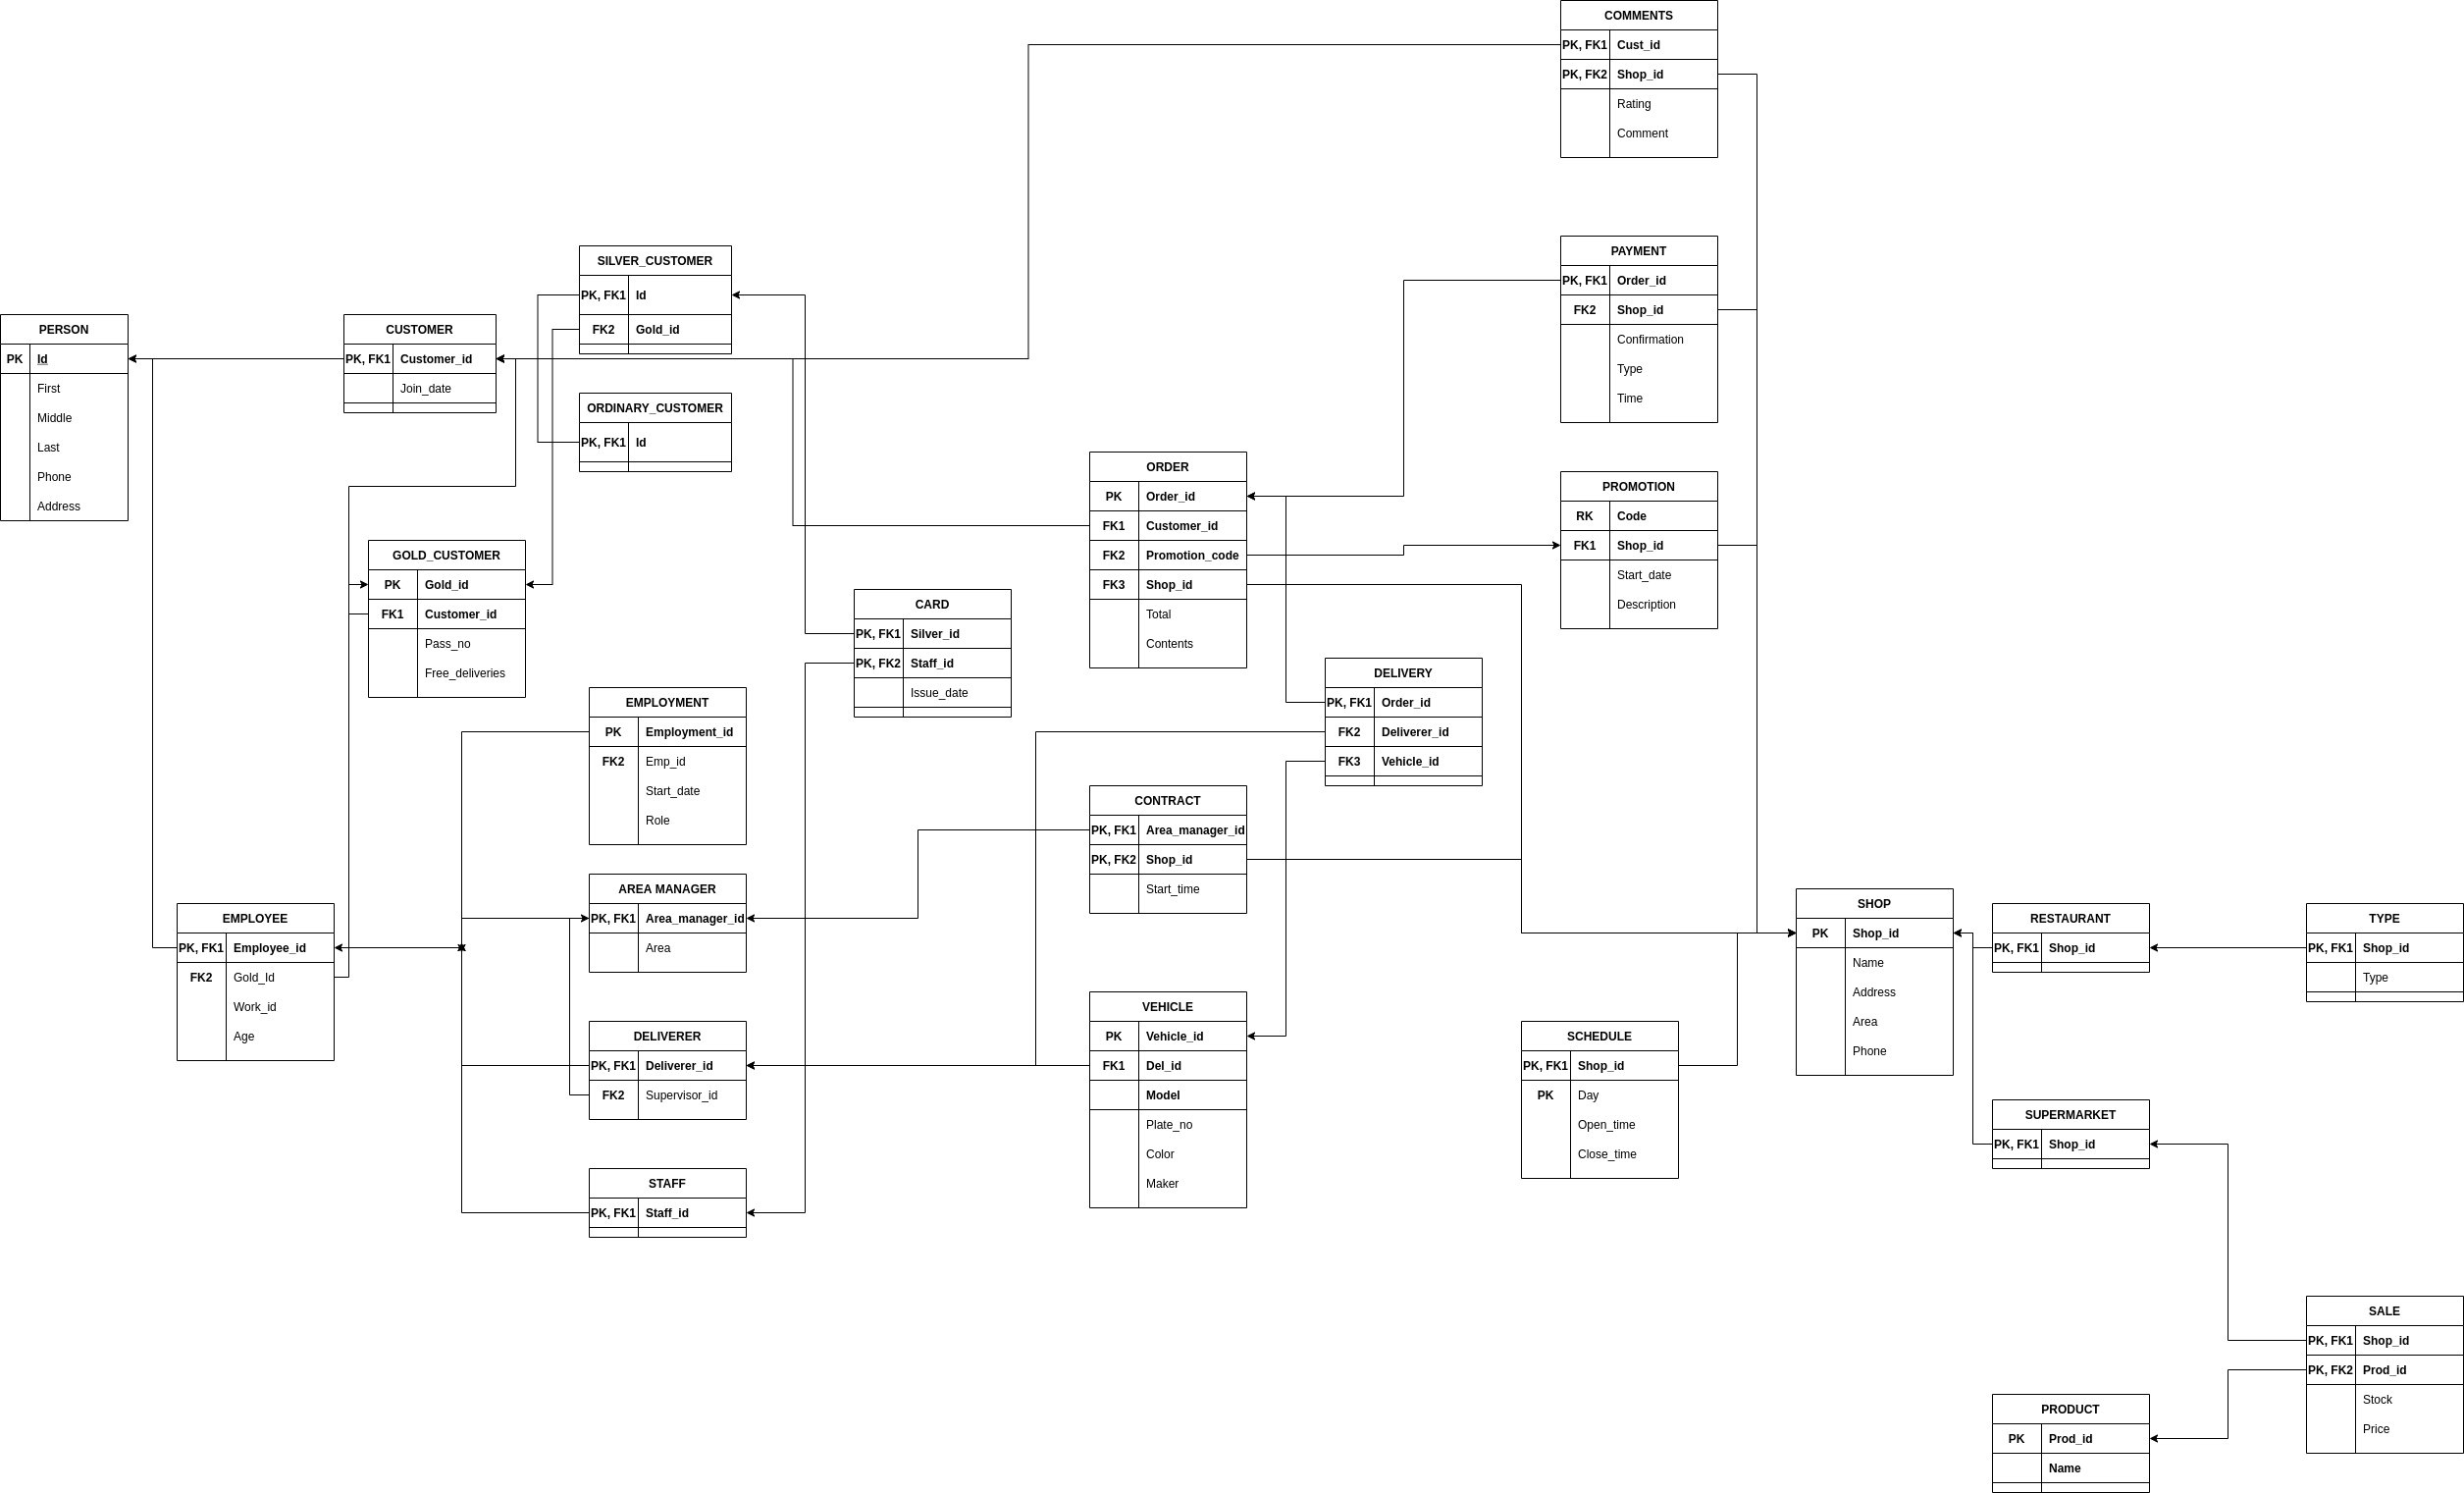 COMMENTS
PK, FK1 Cust_id
PK, FK2 Shop_id
Rating
Comment
PAYMENT
PK, FK1 Order_id
FK2 Shop_id
Confirmation
Type
Time
SILVER_CUSTOMER
PK, FK1 Id
FK2 Gold_id
PERSON
PK Id
First
Middle
Last
Phone
Address
CUSTOMER
PK, FK1 Customer_id
Join_date
ORDINARY_CUSTOMER
PK, FK1 Id
ORDER
PK Order_id
FK1 Customer_id
FK2 Promotion_code
FK3 Shop_id
Total
Contents
PROMOTION
RK Code
FK1 Shop_id
Start_date
Description
GOLD_CUSTOMER
PK Gold_id
FK1 Customer_id
Pass_no
Free_deliveries
CARD
PK, FK1 Silver_id
PK, FK2 Staff_id
Issue_date
DELIVERY
PK, FK1 Order_id
FK2 Deliverer_id
FK3 Vehicle_id
EMPLOYMENT
PK Employment_id
FK2 Emp_id
Start_date
Role
CONTRACT
PK, FK1 Area_manager_id
PK, FK2 Shop_id
Start_time
AREA MANAGER
PK, FK1 Area_manager_id
Area
EMPLOYEE
PK, FK1 Employee_id
FK2 Gold_Id
Work_id
Age
SHOP
PK Shop_id
Name
Address
Area
Phone
RESTAURANT
PK, FK1 Shop_id
TYPE
PK, FK1 Shop_id
Type
VEHICLE
PK Vehicle_id
FK1 Del_id
Model
Plate_no
Color
Maker
DELIVERER
PK, FK1 Deliverer_id
FK2 Supervisor_id
SCHEDULE
PK, FK1 Shop_id
PK Day
Open_time
Close_time
SUPERMARKET
PK, FK1 Shop_id
STAFF
PK, FK1 Staff_id
SALE
PK, FK1 Shop_id
PK, FK2 Prod_id
Stock
Price
PRODUCT
PK Prod_id
Name